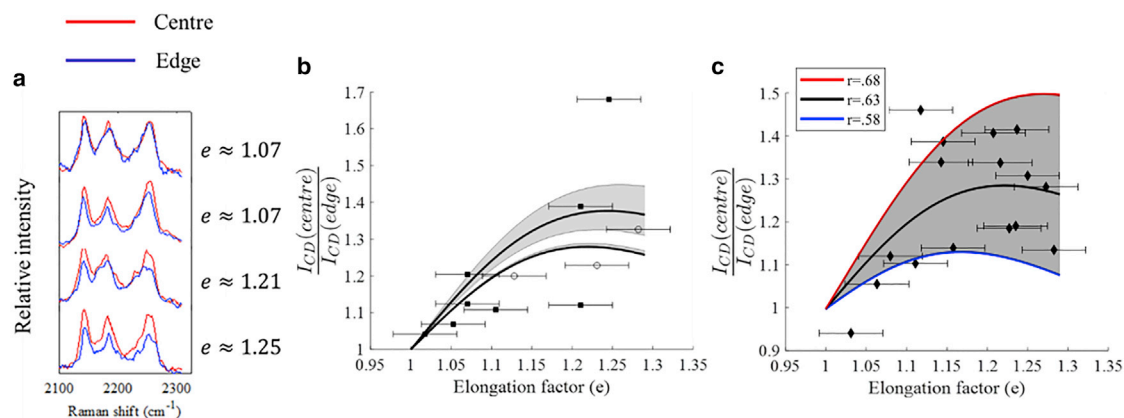 Centre
Edge
a
Relative intensity
e ≈ 1.07
e ≈ 1.07
e ≈ 1.21
e ≈ 1.25
2100 2200 2300
Raman shift (cm⁻¹)
b
I_CD(centre)
I_CD(edge)
1.7
1.6
1.5
1.4
1.3
1.2
1.1
1
0.95 1 1.05 1.1 1.15 1.2 1.25 1.3 1.35
Elongation factor (e)
c
r=.68
r=.63
r=.58
I_CD(centre)
I_CD(edge)
1.5
1.4
1.3
1.2
1.1
1
0.9
0.95 1 1.05 1.1 1.15 1.2 1.25 1.3 1.35
Elongation factor (e)